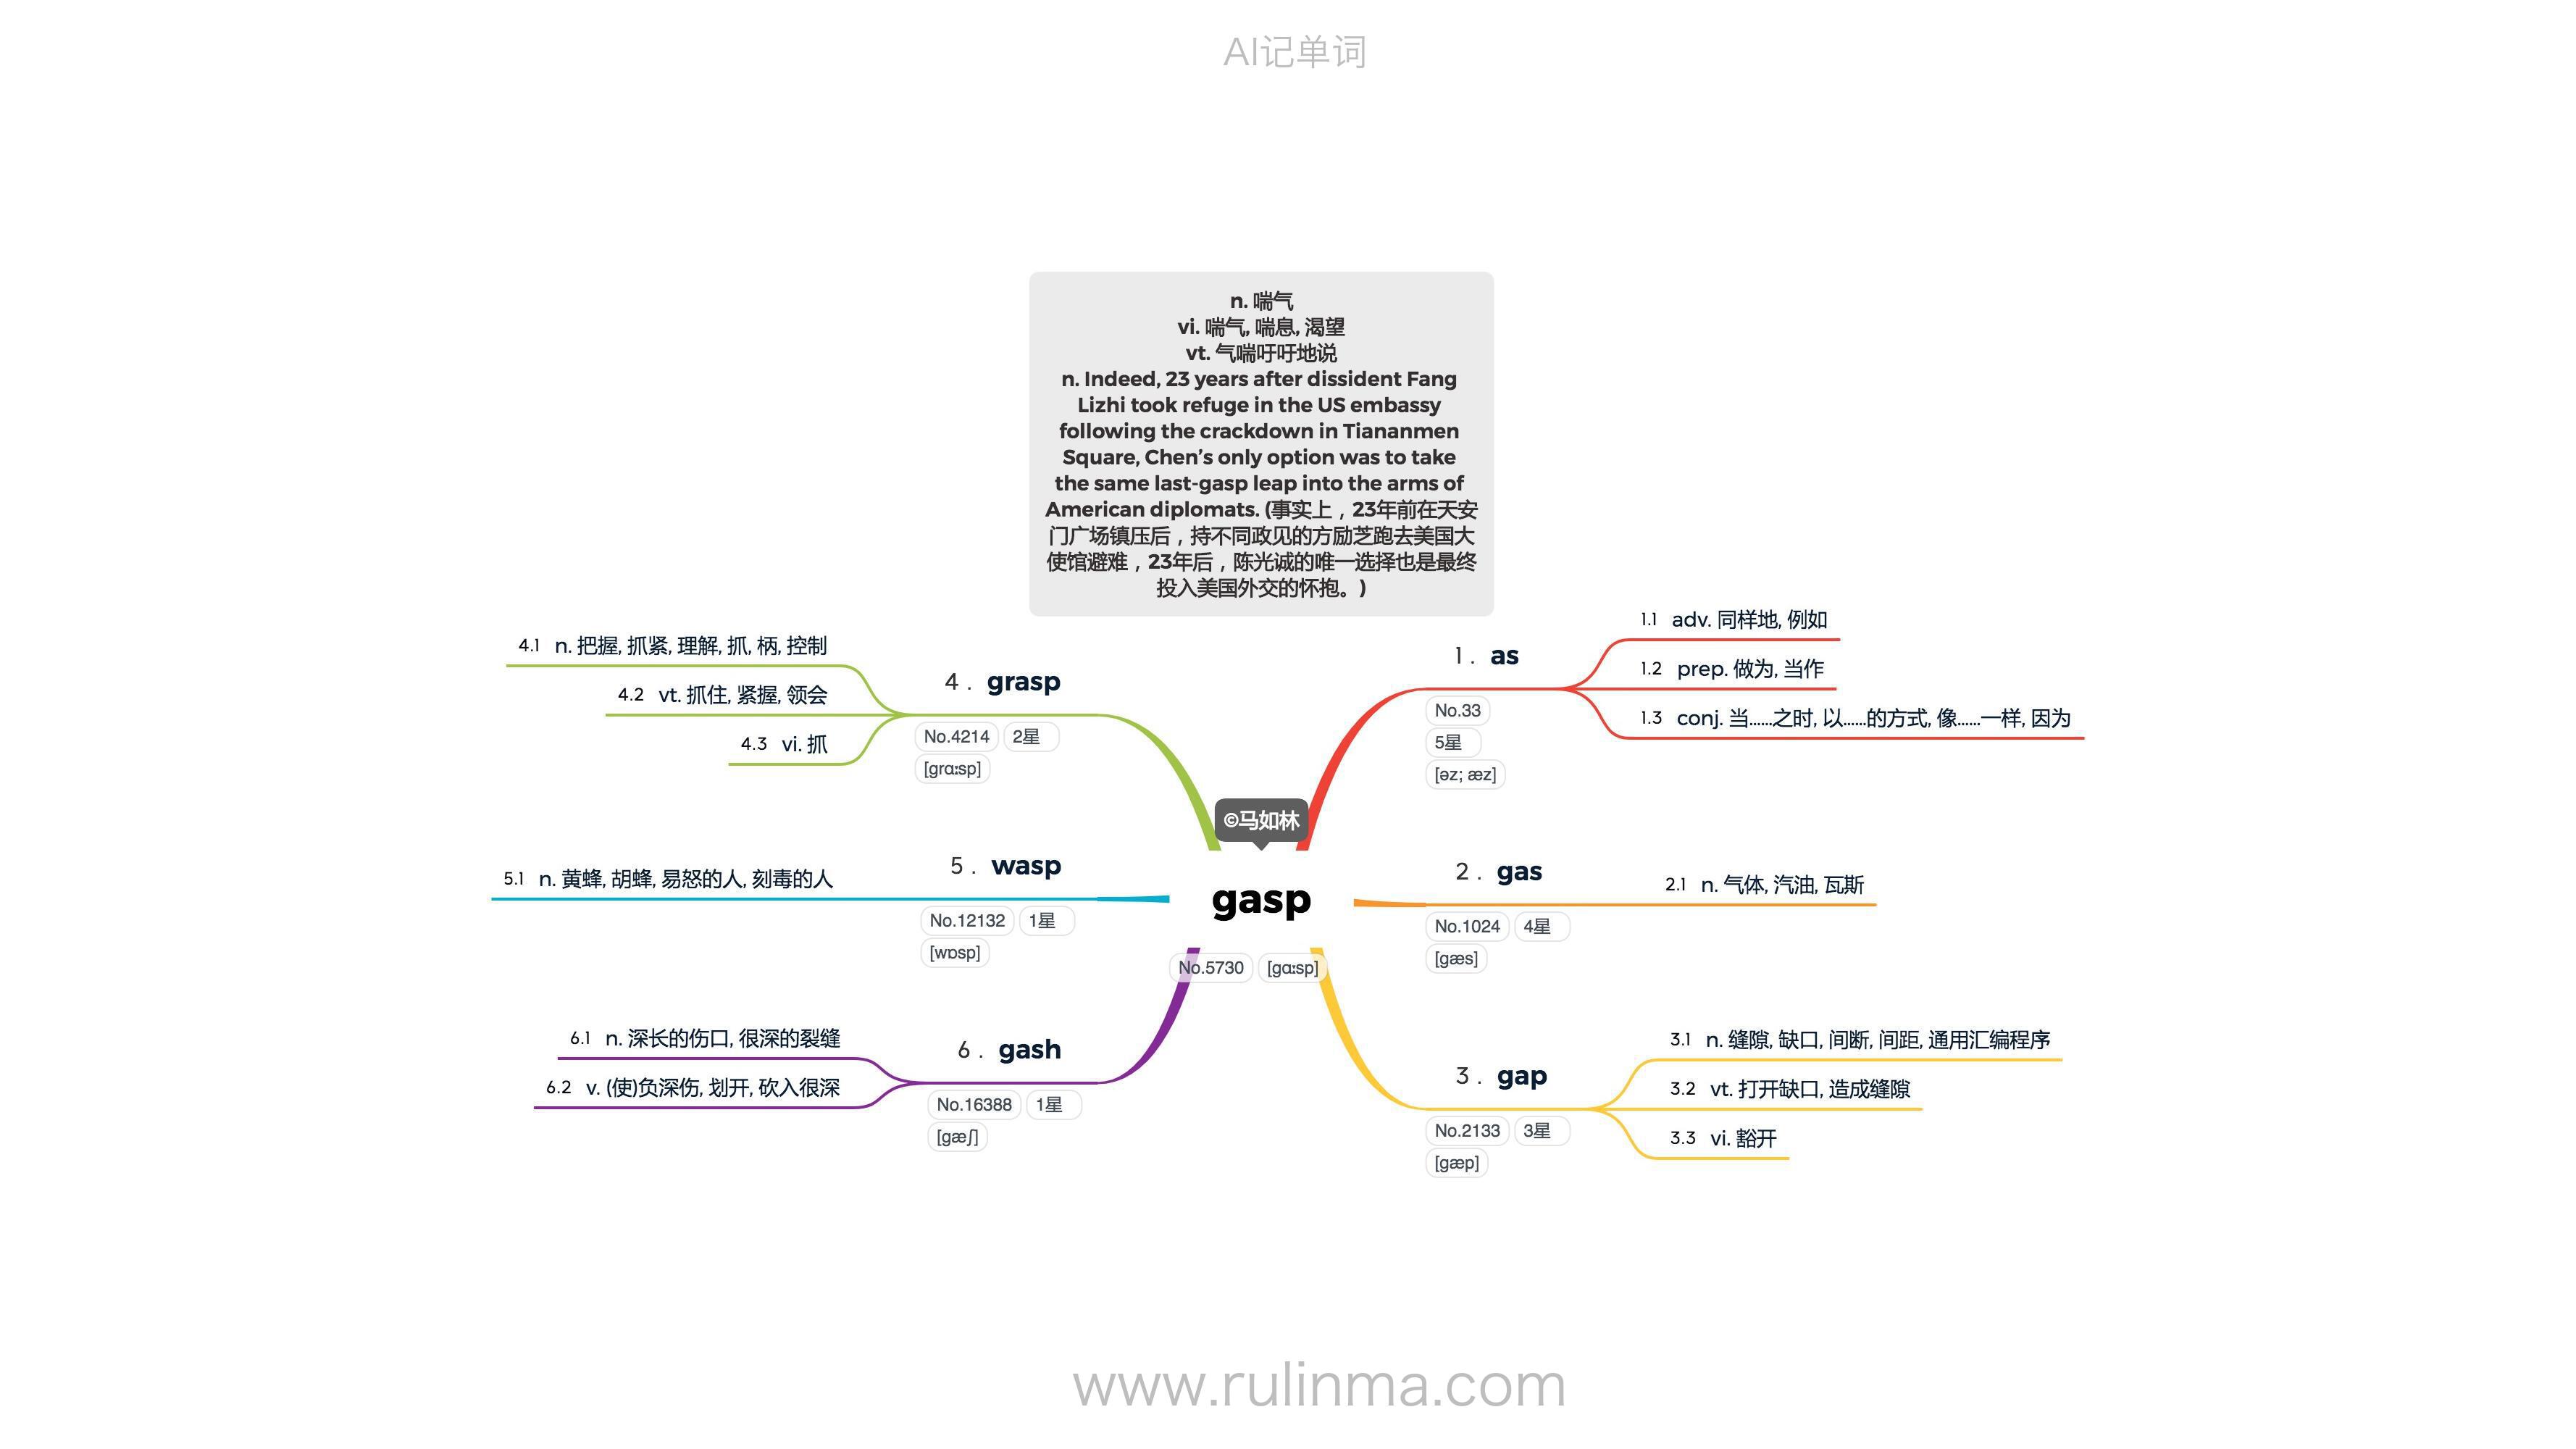 AI记单词
n. 喘气
vi. 喘气, 喘息, 渴望
vt. 气喘吁吁地说
n. Indeed, 23 years after dissident Fang
Lizhi took refuge in the US embassy
following the crackdown in Tiananmen
Square, Chen’s only option was to take
the same last-gasp leap into the arms of
American diplomats. (事实上，23年前在天安
门广场镇压后，持不同政见的方励芝跑去美国大
使馆避难，23年后，陈光诚的唯一选择也是最终
投入美国外交的怀抱。)
©马如林
gasp
No.5730 [gɑːsp]
1. as
No.33
5星
[əz; æz]
1.1 adv. 同样地, 例如
1.2 prep. 做为, 当作
1.3 conj. 当……之时, 以……的方式, 像……一样, 因为
2. gas
No.1024 4星
[gæs]
2.1 n. 气体, 汽油, 瓦斯
3. gap
No.2133 3星
[gæp]
3.1 n. 缝隙, 缺口, 间断, 间距, 通用汇编程序
3.2 vt. 打开缺口, 造成缝隙
3.3 vi. 豁开
4. grasp
No.4214 2星
[grɑːsp]
4.1 n. 把握, 抓紧, 理解, 抓, 柄, 控制
4.2 vt. 抓住, 紧握, 领会
4.3 vi. 抓
5. wasp
No.12132 1星
[wɒsp]
5.1 n. 黄蜂, 胡蜂, 易怒的人, 刻毒的人
6. gash
No.16388 1星
[gæʃ]
6.1 n. 深长的伤口, 很深的裂缝
6.2 v. (使)负深伤, 划开, 砍入很深
www.rulinma.com